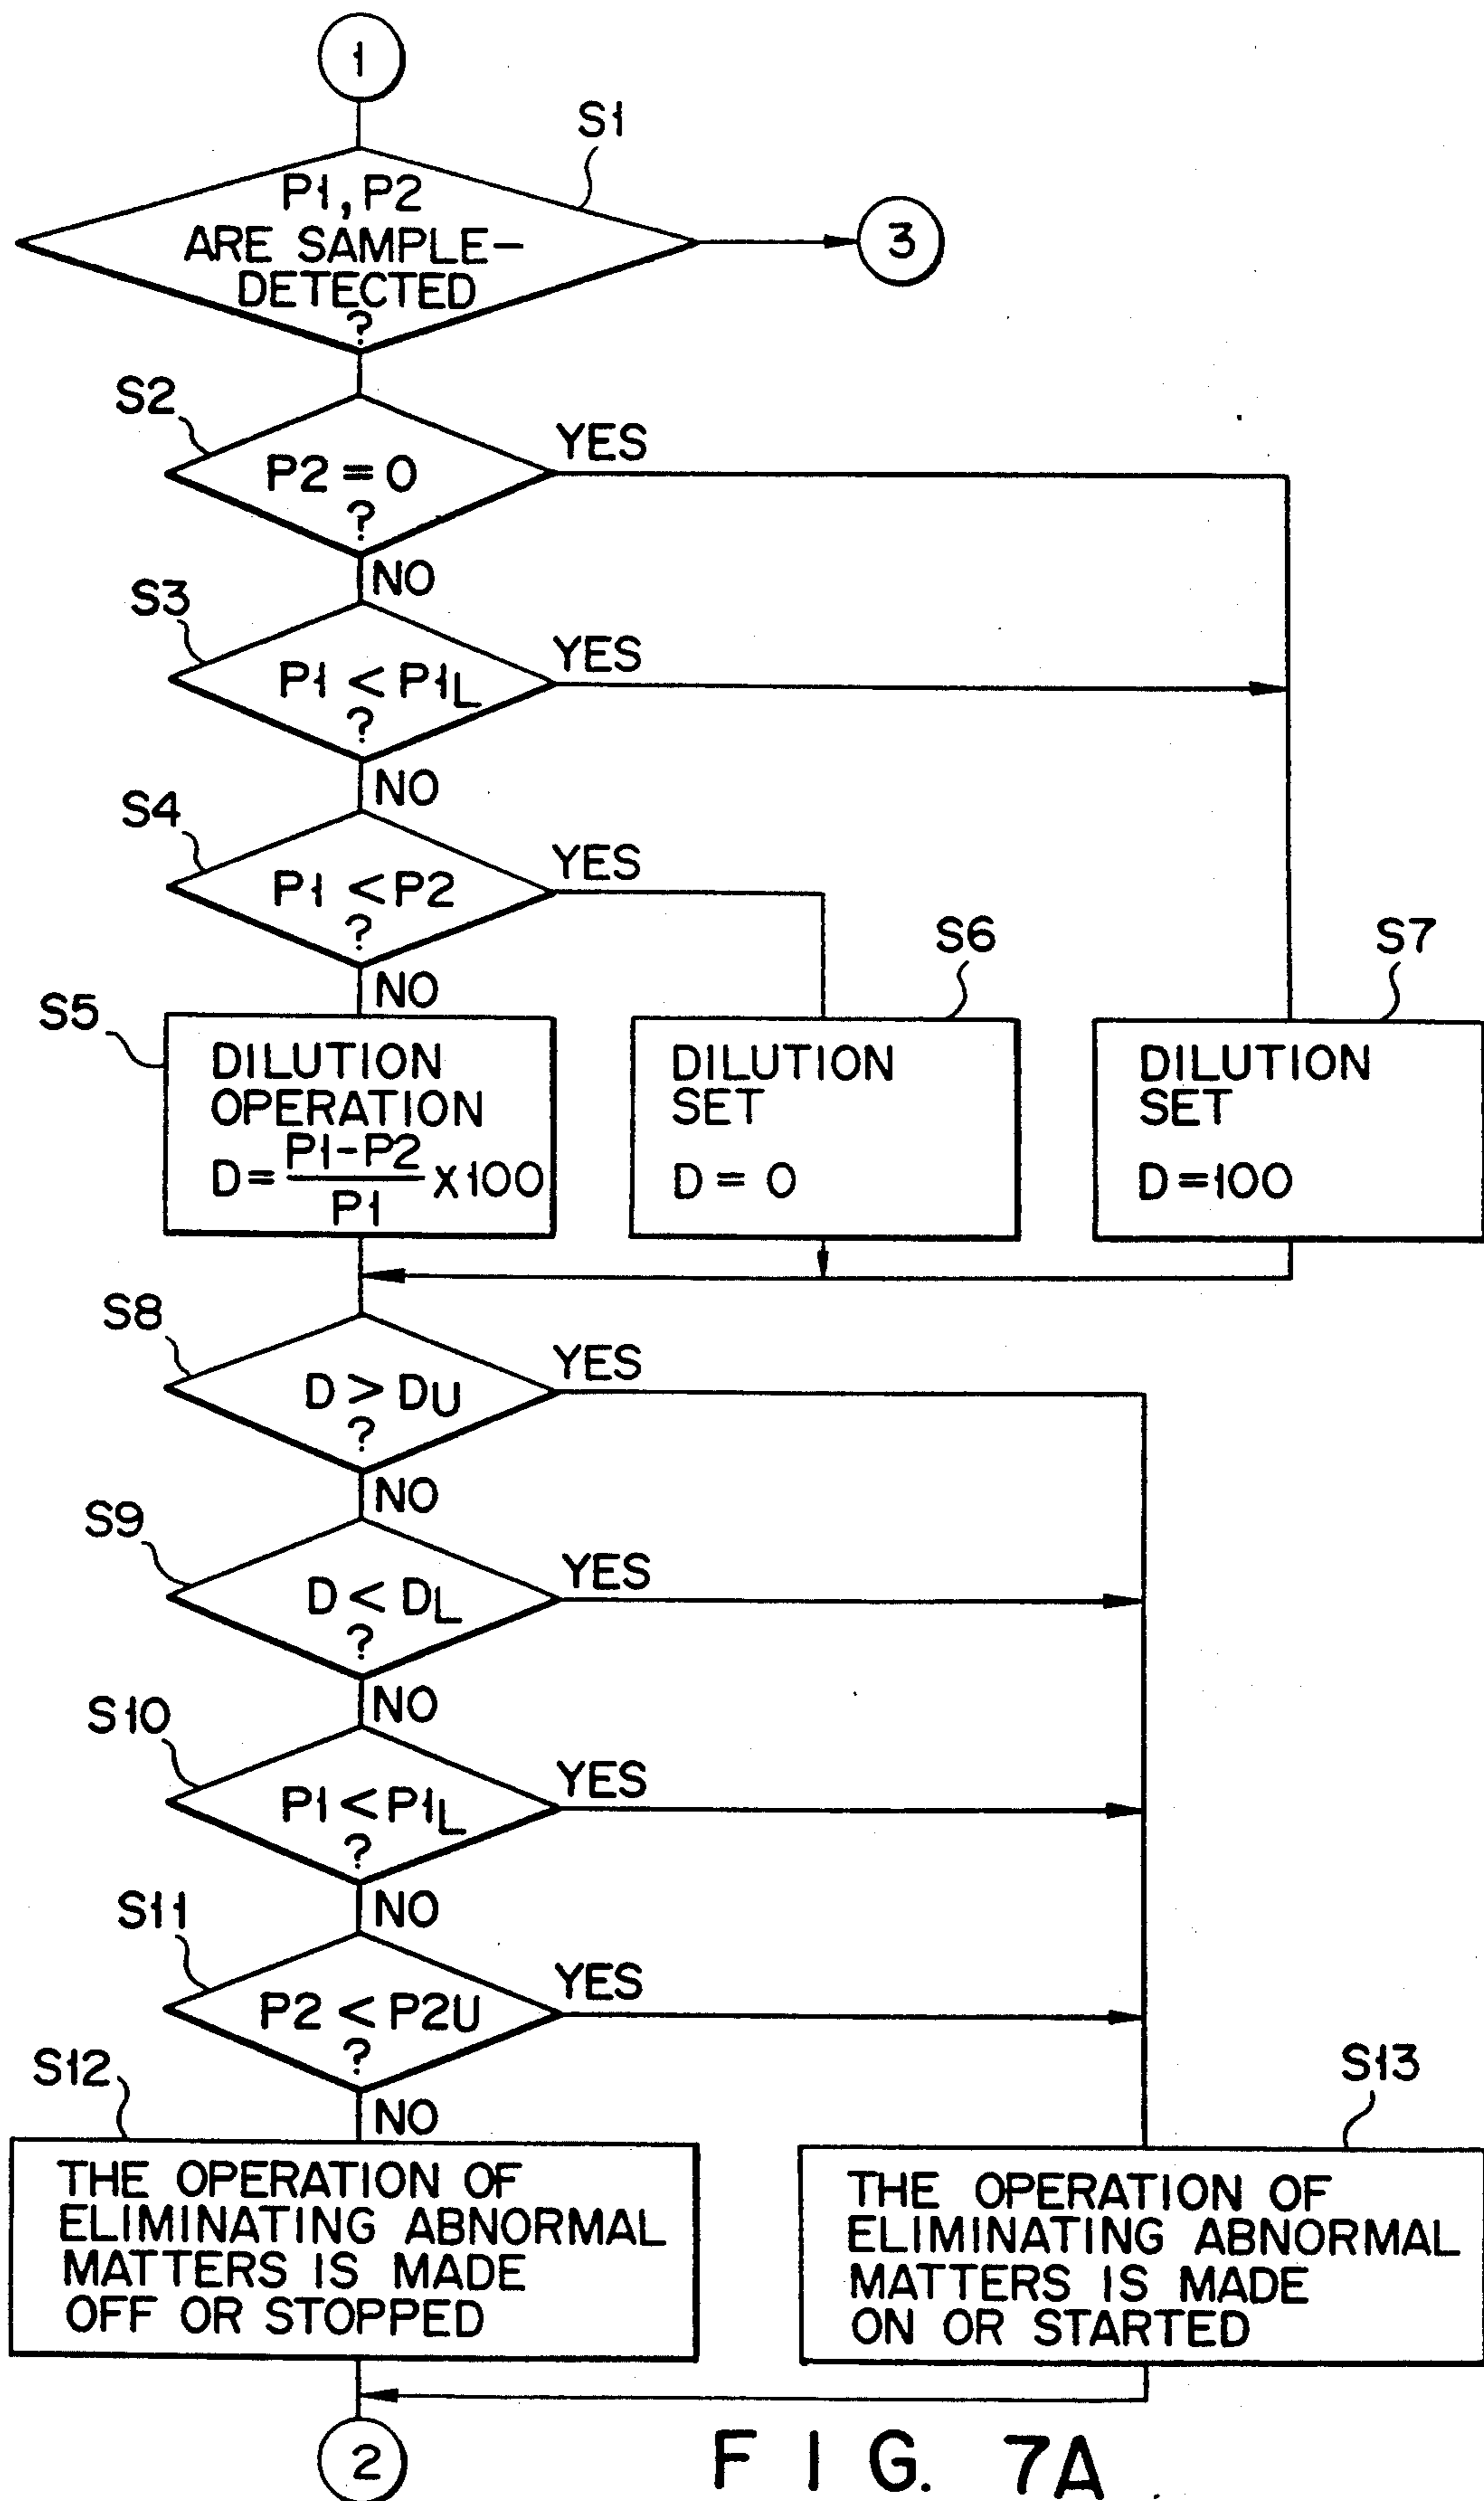 1
S1
P1, P2
ARE SAMPLE-
DETECTED
?
3
S2
P2 = 0
?
YES
NO
S3
P1 < P1L
?
YES
NO
S4
P1 < P2
?
YES
NO
S5
DILUTION
OPERATION
D = P1-P2 / P1 X 100
S6
DILUTION
SET
D = 0
S7
DILUTION
SET
D = 100
S8
D > DU
?
YES
NO
S9
D < DL
?
YES
NO
S10
P1 < P1L
?
YES
NO
S11
P2 < P2U
?
YES
NO
S12
THE OPERATION OF
ELIMINATING ABNORMAL
MATTERS IS MADE
OFF OR STOPPED
S13
THE OPERATION OF
ELIMINATING ABNORMAL
MATTERS IS MADE
ON OR STARTED
2
FIG. 7A